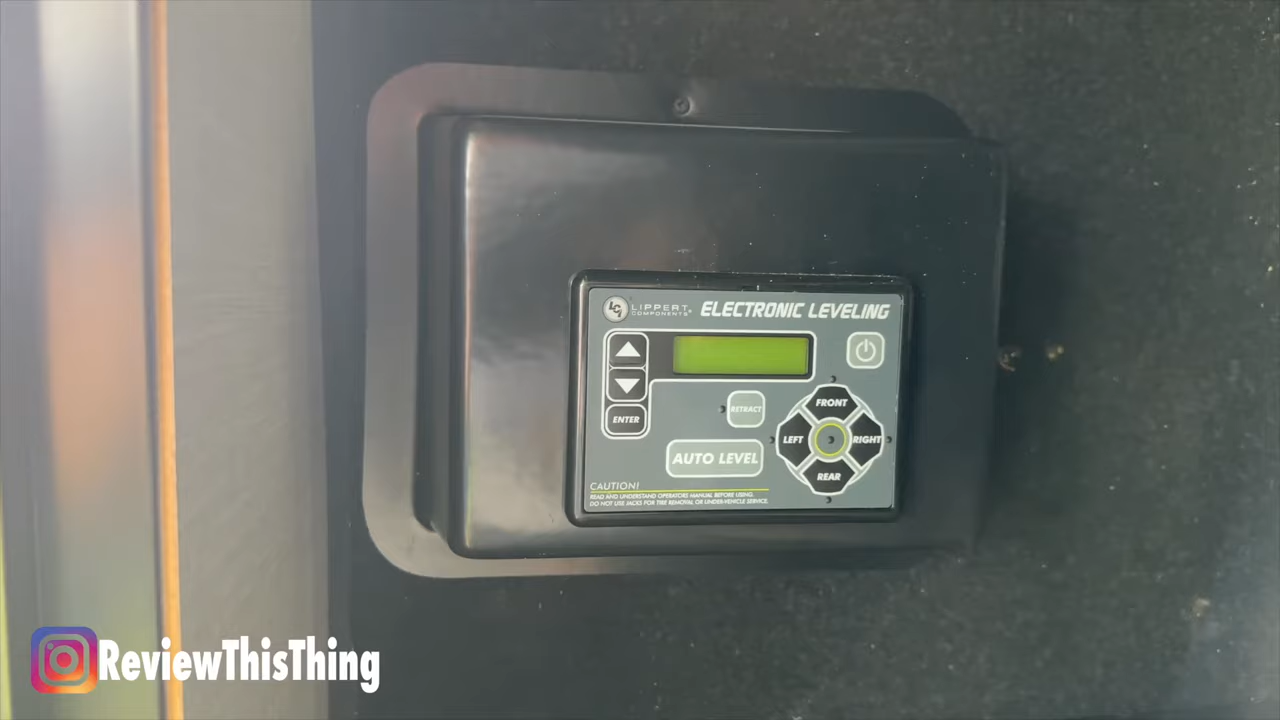 LCI LIPPERT COMPONENTS® ELECTRONIC LEVELING
ENTER
RETRACT
AUTO LEVEL
FRONT
LEFT
RIGHT
REAR
CAUTION!
READ AND UNDERSTAND OPERATORS MANUAL BEFORE USING.
DO NOT USE JACKS FOR TIRE REMOVAL OR UNDER-VEHICLE SERVICE.
ReviewThisThing